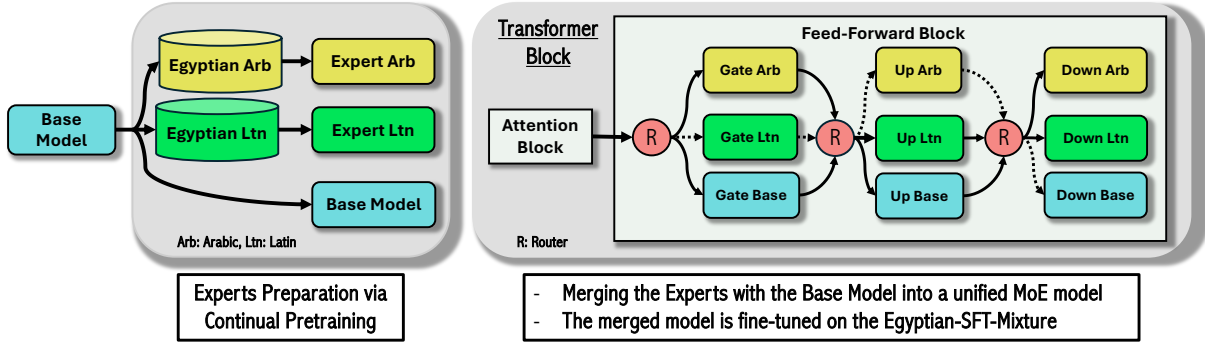 Base
Model
Egyptian Arb
Expert Arb
Egyptian Ltn
Expert Ltn
Base Model
Arb: Arabic, Ltn: Latin
Experts Preparation via
Continual Pretraining
Transformer
Block
Feed-Forward Block
Attention
Block
R
Gate Arb
Gate Ltn
Gate Base
R
Up Arb
Up Ltn
Up Base
R
Down Arb
Down Ltn
Down Base
R: Router
- Merging the Experts with the Base Model into a unified MoE model
- The merged model is fine-tuned on the Egyptian-SFT-Mixture